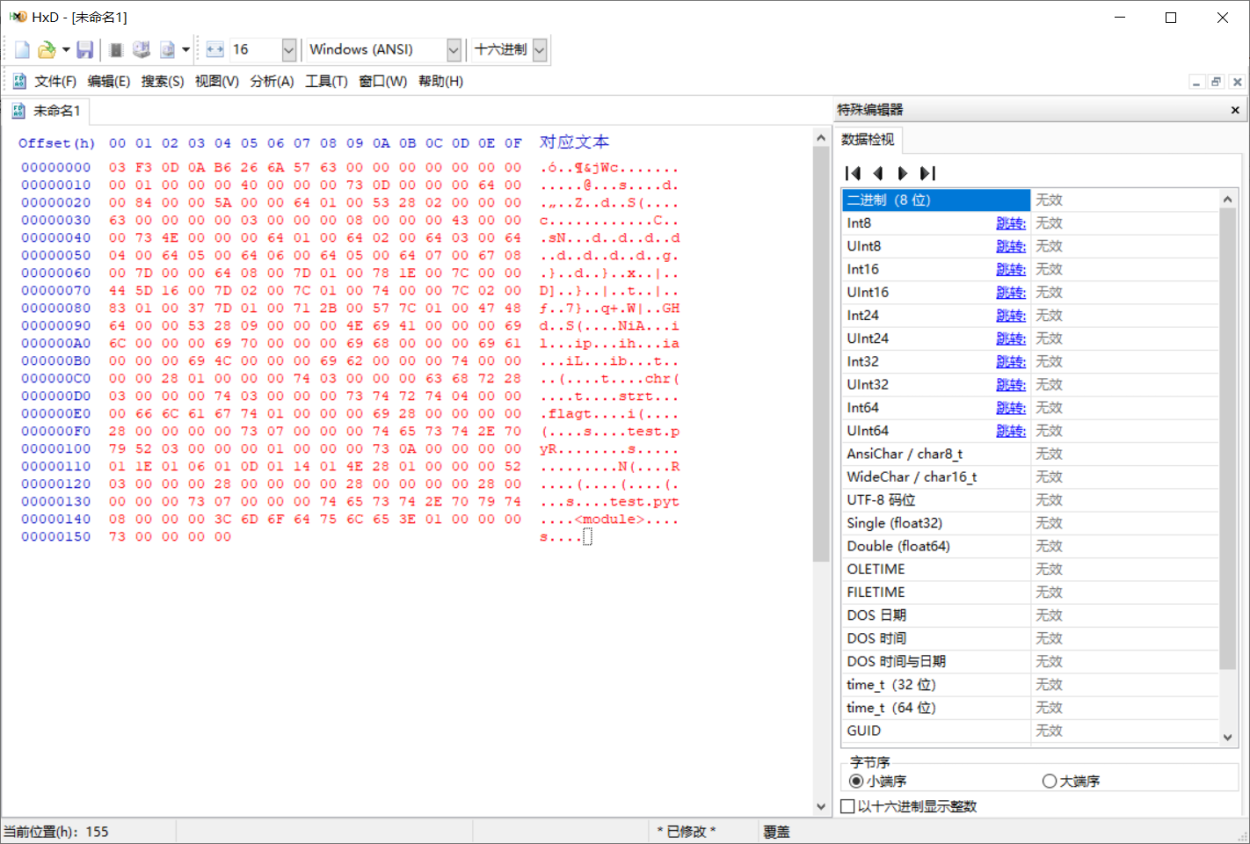 HxD - [未命名1]
16 Windows (ANSI) 十六进制
文件(F) 编辑(E) 搜索(S) 视图(V) 分析(A) 工具(T) 窗口(W) 帮助(H)
未命名1
Offset(h) 00 01 02 03 04 05 06 07 08 09 0A 0B 0C 0D 0E 0F 对应文本
00000000 03 F3 0D 0A B6 26 6A 57 63 00 00 00 00 00 00 00 .ó..¶&jWc.......
00000010 00 01 00 00 00 40 00 00 00 73 0D 00 00 00 64 00 .....@...s....d.
00000020 00 84 00 00 5A 00 00 64 01 00 53 28 02 00 00 00 .„..Z..d..S(....
00000030 63 00 00 00 00 03 00 00 00 08 00 00 00 43 00 00 c............C..
00000040 00 73 4E 00 00 00 64 01 00 64 02 00 64 03 00 64 .sN...d..d..d..d
00000050 04 00 64 05 00 64 06 00 64 05 00 64 07 00 67 08 ..d..d..d..d..g.
00000060 00 7D 00 00 64 08 00 7D 01 00 78 1E 00 7C 00 00 .}..d..}..x..|..
00000070 44 5D 16 00 7D 02 00 7C 01 00 74 00 00 7C 02 00 D]..}..|..t..|..
00000080 83 01 00 37 7D 01 00 71 2B 00 57 7C 01 00 47 48 ƒ..7}..q+.W|..GH
00000090 64 00 00 53 28 09 00 00 00 4E 69 41 00 00 00 69 d..S(....NiA...i
000000A0 6C 00 00 00 69 70 00 00 00 69 68 00 00 00 69 61 l...ip...ih...ia
000000B0 00 00 00 69 4C 00 00 00 69 62 00 00 00 74 00 00 ...iL...ib...t..
000000C0 00 00 28 01 00 00 00 74 03 00 00 00 63 68 72 28 ..(....t....chr(
000000D0 03 00 00 00 74 03 00 00 00 73 74 72 74 04 00 00 ....t....strt...
000000E0 00 66 6C 61 67 74 01 00 00 00 69 28 00 00 00 00 .flagt....i(....
000000F0 28 00 00 00 00 73 07 00 00 00 74 65 73 74 2E 70 (....s....test.p
00000100 79 52 03 00 00 00 01 00 00 00 73 0A 00 00 00 00 yR........s.....
00000110 01 1E 01 06 01 0D 01 14 01 4E 28 01 00 00 00 52 .........N(....R
00000120 03 00 00 00 28 00 00 00 00 28 00 00 00 00 28 00 ....(....(....(.
00000130 00 00 00 73 07 00 00 00 74 65 73 74 2E 70 79 74 ...s....test.pyt
00000140 08 00 00 00 3C 6D 6F 64 75 6C 65 3E 01 00 00 00 ....<module>....
00000150 73 00 00 00 00 s....
特殊编辑器
数据检视
二进制（8 位） 无效
Int8 跳转: 无效
UInt8 跳转: 无效
Int16 跳转: 无效
UInt16 跳转: 无效
Int24 跳转: 无效
UInt24 跳转: 无效
Int32 跳转: 无效
UInt32 跳转: 无效
Int64 跳转: 无效
UInt64 跳转: 无效
AnsiChar / char8_t 无效
WideChar / char16_t 无效
UTF-8 码位 无效
Single (float32) 无效
Double (float64) 无效
OLETIME 无效
FILETIME 无效
DOS 日期 无效
DOS 时间 无效
DOS 时间与日期 无效
time_t（32 位） 无效
time_t（64 位） 无效
GUID 无效
字节序
小端序 大端序
以十六进制显示整数
当前位置(h): 155 * 已修改 * 覆盖